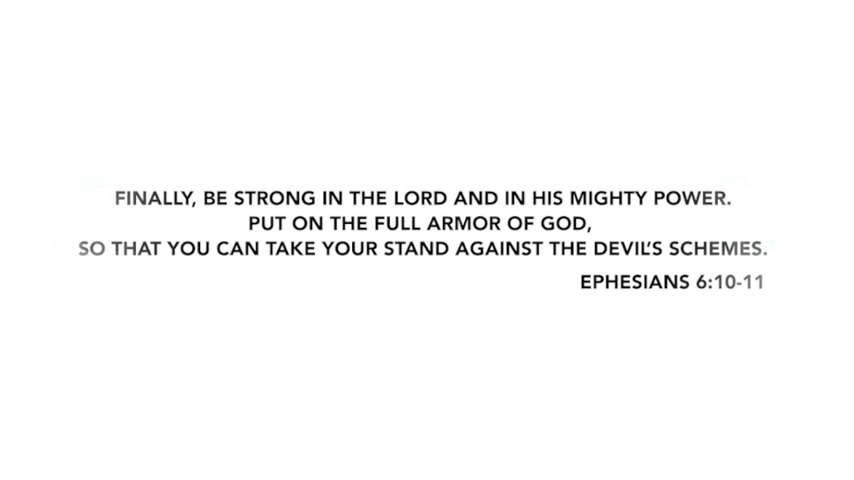 FINALLY, BE STRONG IN THE LORD AND IN HIS MIGHTY POWER.
PUT ON THE FULL ARMOR OF GOD,
SO THAT YOU CAN TAKE YOUR STAND AGAINST THE DEVIL'S SCHEMES.
EPHESIANS 6:10-11